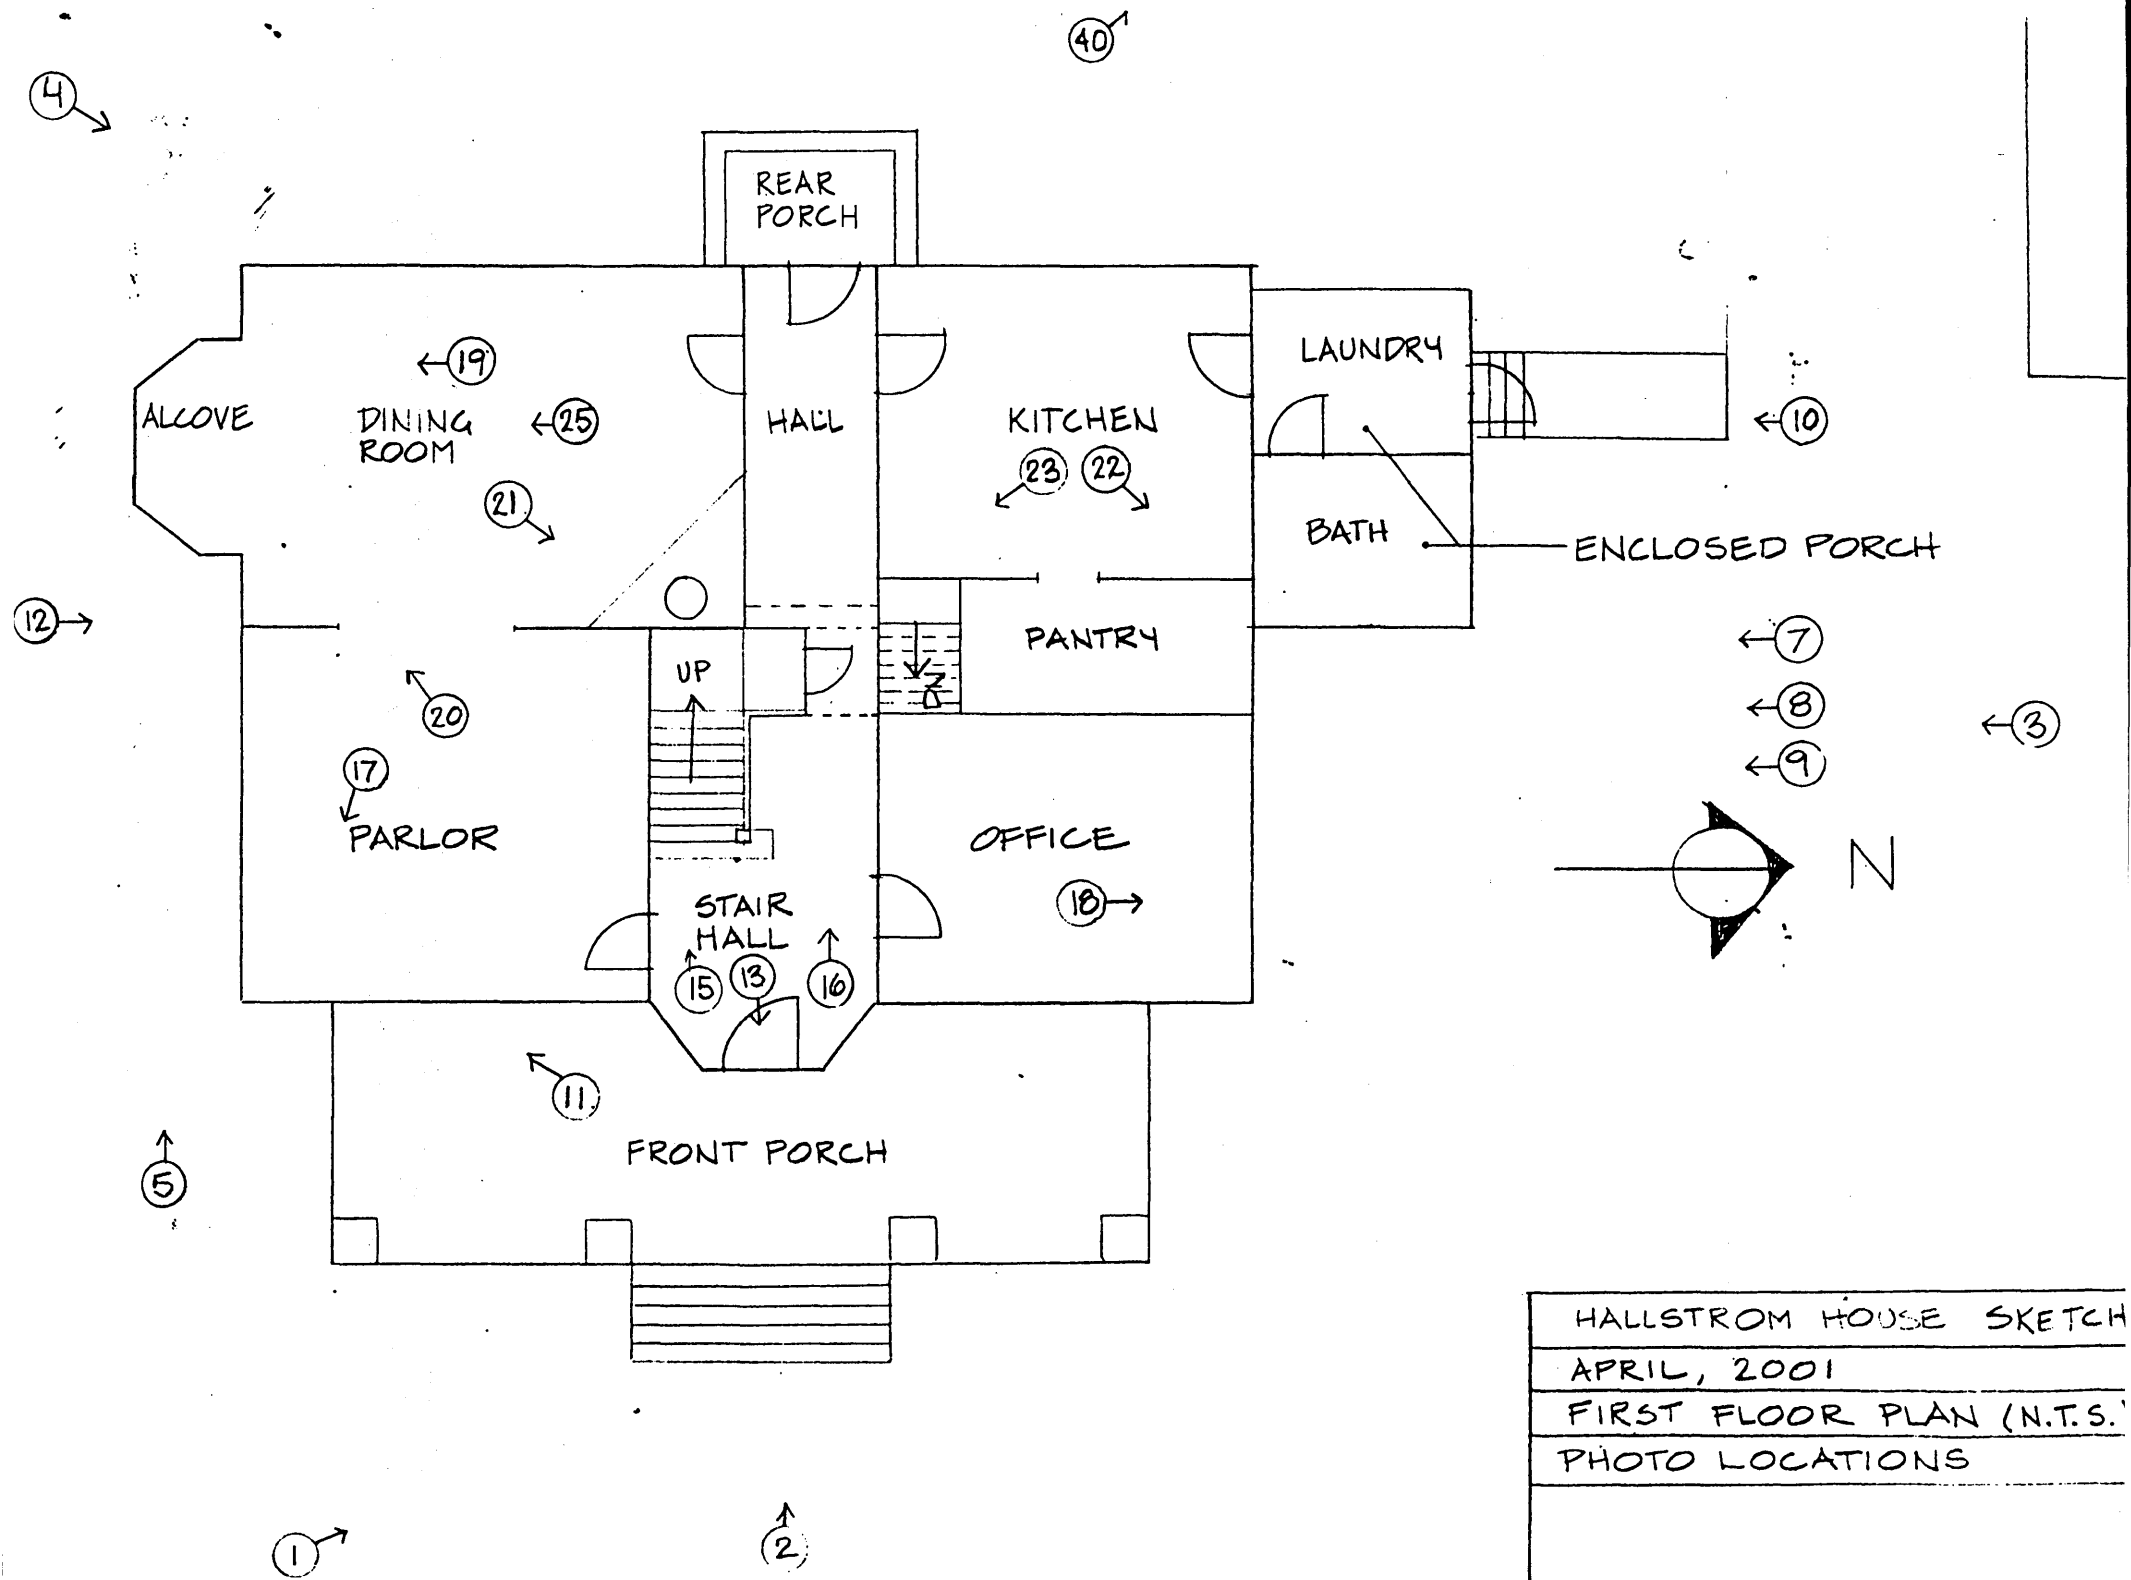 40
4
REAR
PORCH
19
ALCOVE
DINING
ROOM
25
HALL
KITCHEN
LAUNDRY
10
21
23
22
BATH
ENCLOSED PORCH
12
UP
DN
PANTRY
7
20
8
3
17
9
PARLOR
OFFICE
N
STAIR
HALL
18
15
13
16
11
FRONT PORCH
5
HALLSTROM HOUSE SKETCH
APRIL, 2001
FIRST FLOOR PLAN (N.T.S.
PHOTO LOCATIONS
1
2